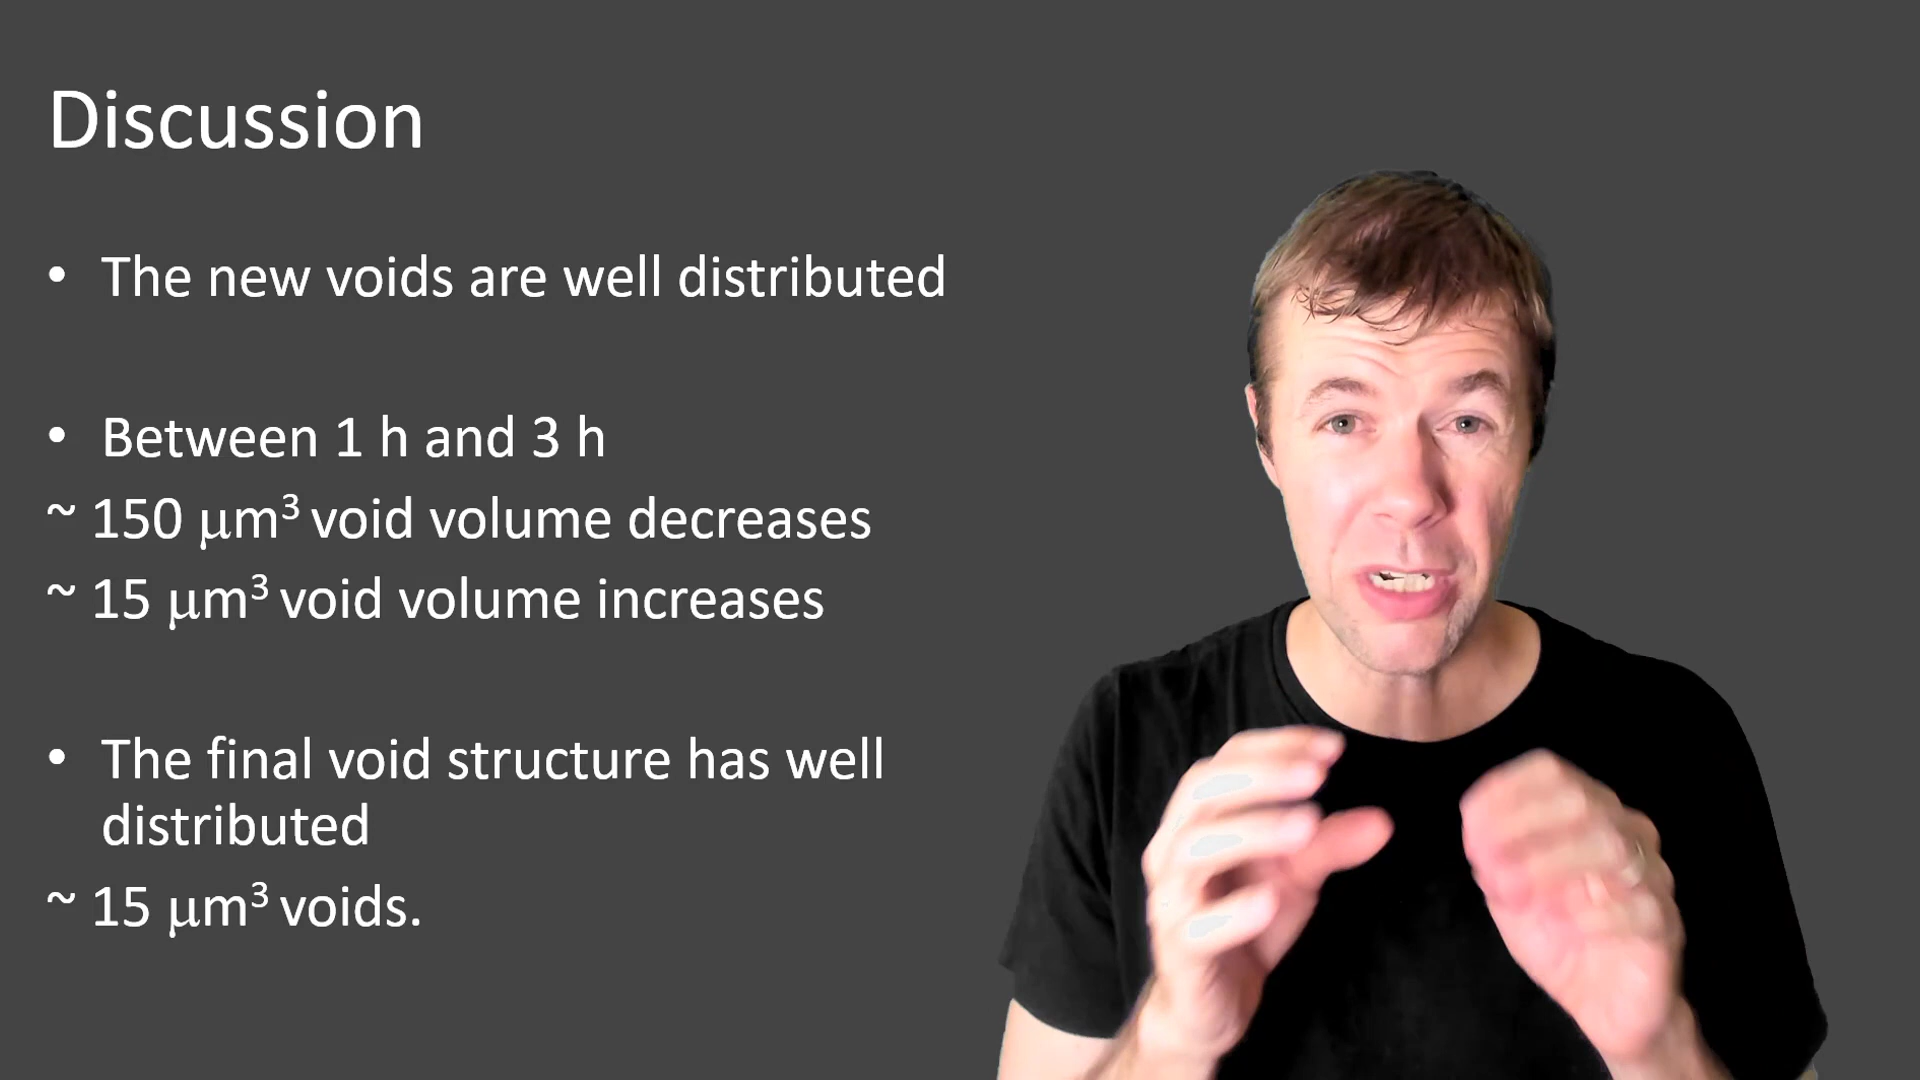 Discussion
• The new voids are well distributed
• Between 1 h and 3 h
~ 150 μm³ void volume decreases
~ 15 μm³ void volume increases
• The final void structure has well
distributed
~ 15 μm³ voids.